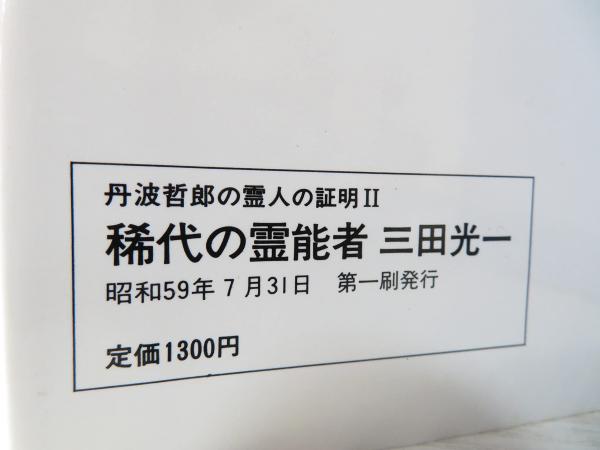 丹波哲郎の霊人の証明II
稀代の霊能者 三田光一
昭和59年7月31日 第一刷発行
定価1300円